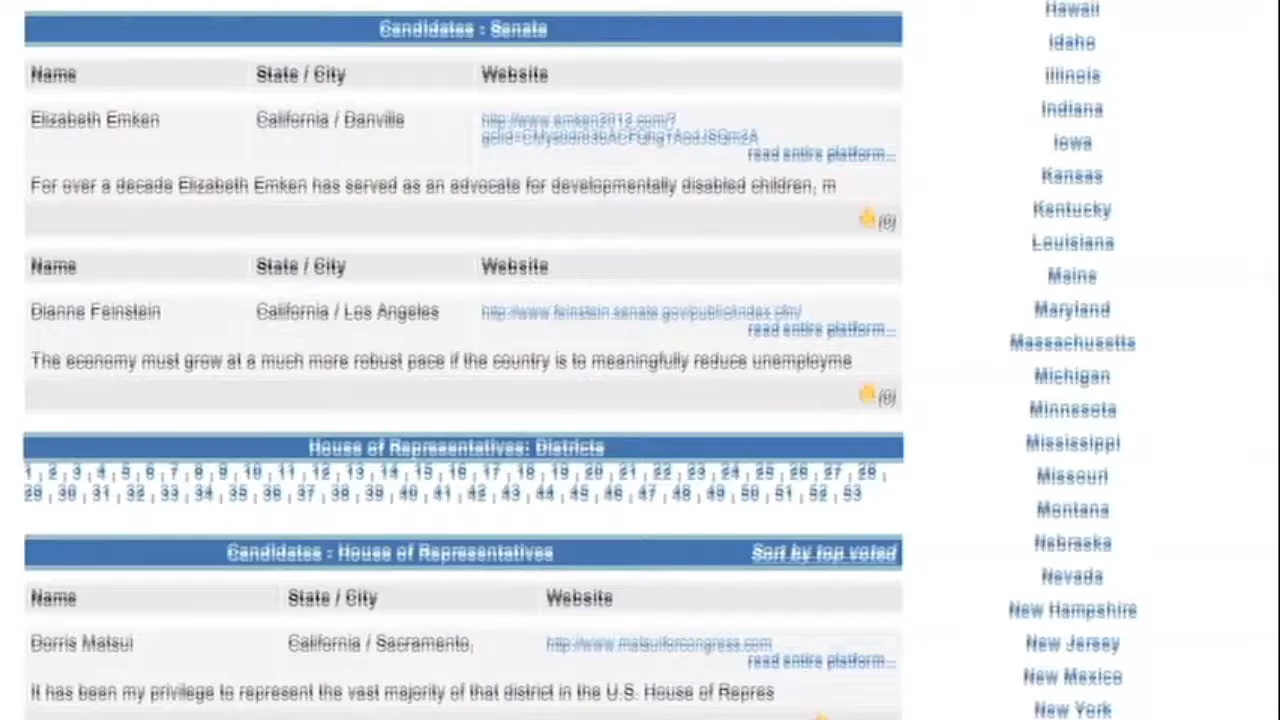 Candidates : Senate
Name State / City Website
Elizabeth Emken California / Danville http://www.emken2012.com/?
read entire platform...
For over a decade Elizabeth Emken has served as an advocate for developmentally disabled children, m
(0)
Name State / City Website
Dianne Feinstein California / Los Angeles http://www.feinstein.senate.gov/public/index.cfm/
read entire platform...
The economy must grow at a much more robust pace if the country is to meaningfully reduce unemployme
(0)
House of Representatives: Districts
1 , 2 , 3 , 4 , 5 , 6 , 7 , 8 , 9 , 10 , 11 , 12 , 13 , 14 , 15 , 16 , 17 , 18 , 19 , 20 , 21 , 22 , 23 , 24 , 25 , 26 , 27 , 28 ,
29 , 30 , 31 , 32 , 33 , 34 , 35 , 36 , 37 , 38 , 39 , 40 , 41 , 42 , 43 , 44 , 45 , 46 , 47 , 48 , 49 , 50 , 51 , 52 , 53
Candidates : House of Representatives Sort by top voted
Name State / City Website
Dorris Matsui California / Sacramento, http://www.matsuiforcongress.com
read entire platform...
It has been my privilege to represent the vast majority of that district in the U.S. House of Repres
Hawaii
Idaho
Illinois
Indiana
Iowa
Kansas
Kentucky
Louisiana
Maine
Maryland
Massachusetts
Michigan
Minnesota
Mississippi
Missouri
Montana
Nebraska
Nevada
New Hampshire
New Jersey
New Mexico
New York